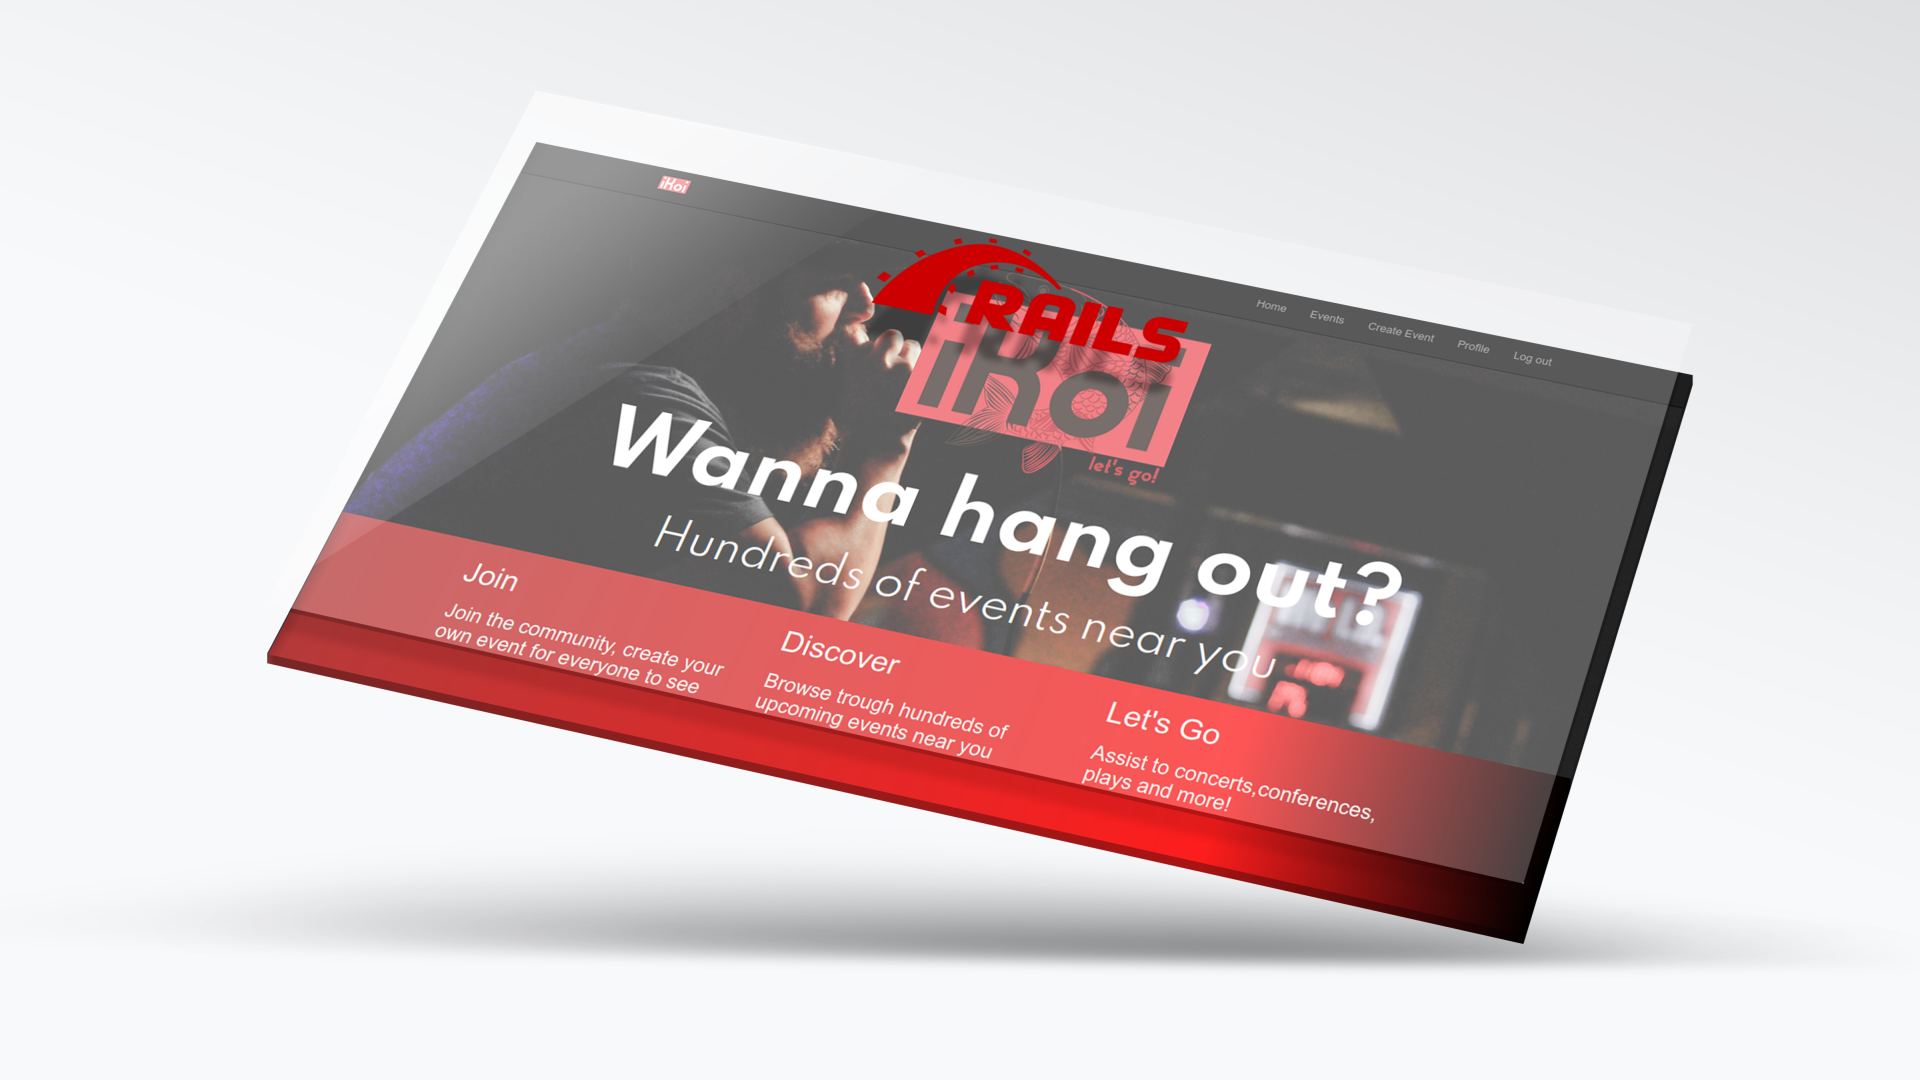 iKoi
Home Events Create Event Profile Log out
RAILS
iKoi
let's go!
Wanna hang out?
Hundreds of events near you
Join
Join the community, create your
own event for everyone to see
Discover
Browse trough hundreds of
upcoming events near you
Let's Go
Assist to concerts,conferences,
plays and more!